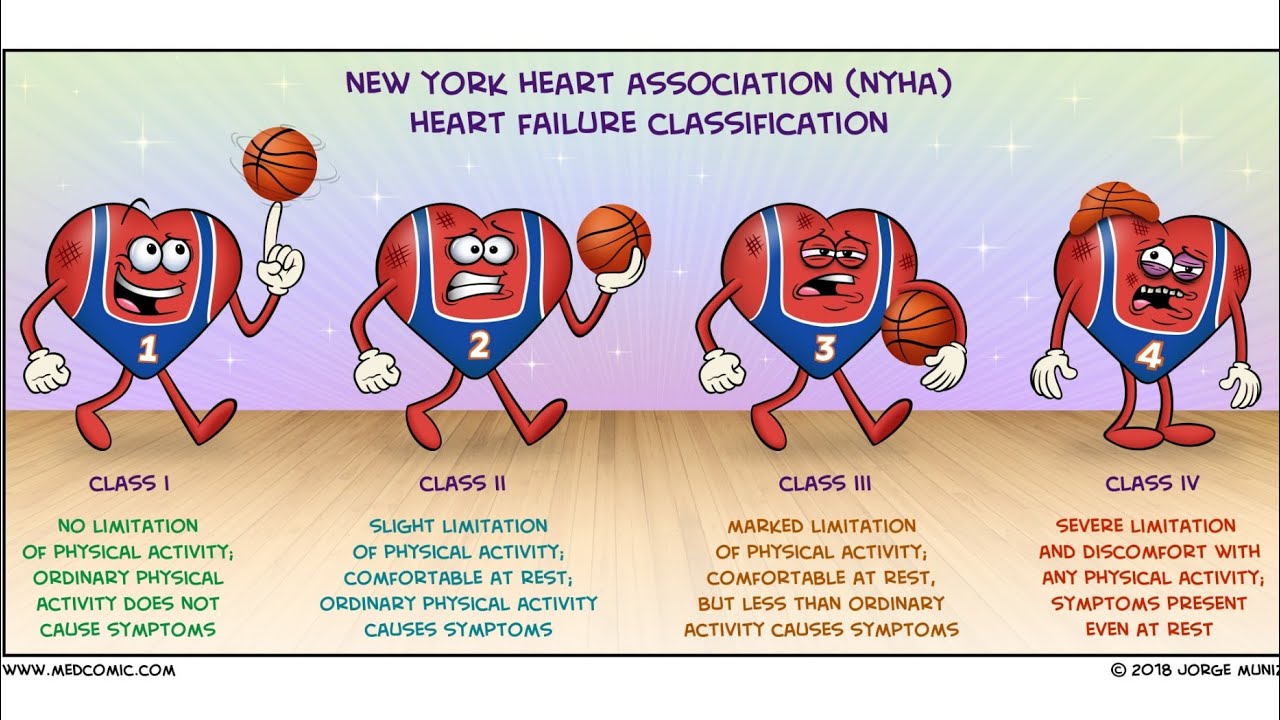 NEW YORK HEART ASSOCIATION (NYHA)
HEART FAILURE CLASSIFICATION
1
2
3
4
CLASS I
NO LIMITATION
OF PHYSICAL ACTIVITY;
ORDINARY PHYSICAL
ACTIVITY DOES NOT
CAUSE SYMPTOMS
CLASS II
SLIGHT LIMITATION
OF PHYSICAL ACTIVITY;
COMFORTABLE AT REST;
ORDINARY PHYSICAL ACTIVITY
CAUSES SYMPTOMS
CLASS III
MARKED LIMITATION
OF PHYSICAL ACTIVITY;
COMFORTABLE AT REST,
BUT LESS THAN ORDINARY
ACTIVITY CAUSES SYMPTOMS
CLASS IV
SEVERE LIMITATION
AND DISCOMFORT WITH
ANY PHYSICAL ACTIVITY;
SYMPTOMS PRESENT
EVEN AT REST
WWW.MEDCOMIC.COM
© 2018 JORGE MUNIZ